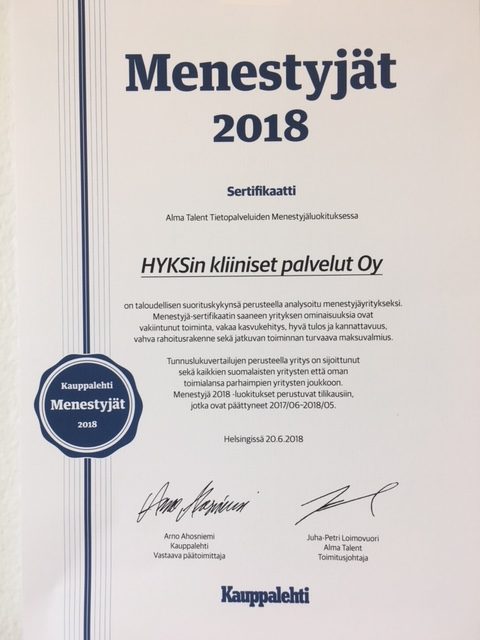 Menestyjät
2018
Sertifikaatti
Alma Talent Tietopalveluiden Menestyjäluokituksessa
HYKSin kliiniset palvelut Oy
on taloudellisen suorituskykynsä perusteella analysoitu menestyjäyritykseksi.
Menestyjä-sertifikaatin saaneen yrityksen ominaisuuksia ovat
vakiintunut toiminta, vakaa kasvukehitys, hyvä tulos ja kannattavuus,
vahva rahoitusrakenne sekä jatkuvan toiminnan turvaava maksuvalmius.
Tunnuslukuvertailujen perusteella yritys on sijoittunut
sekä kaikkien suomalaisten yritysten että oman
toimialansa parhaimpien yritysten joukkoon.
Menestyjä 2018 -luokitukset perustuvat tilikausiin,
jotka ovat päättyneet 2017/06–2018/05.
Kauppalehti
Menestyjät
2018
Helsingissä 20.6.2018
Arno Ahosniemi
Kauppalehti
Vastaava päätoimittaja
Juha-Petri Loimovuori
Alma Talent
Toimitusjohtaja
Kauppalehti